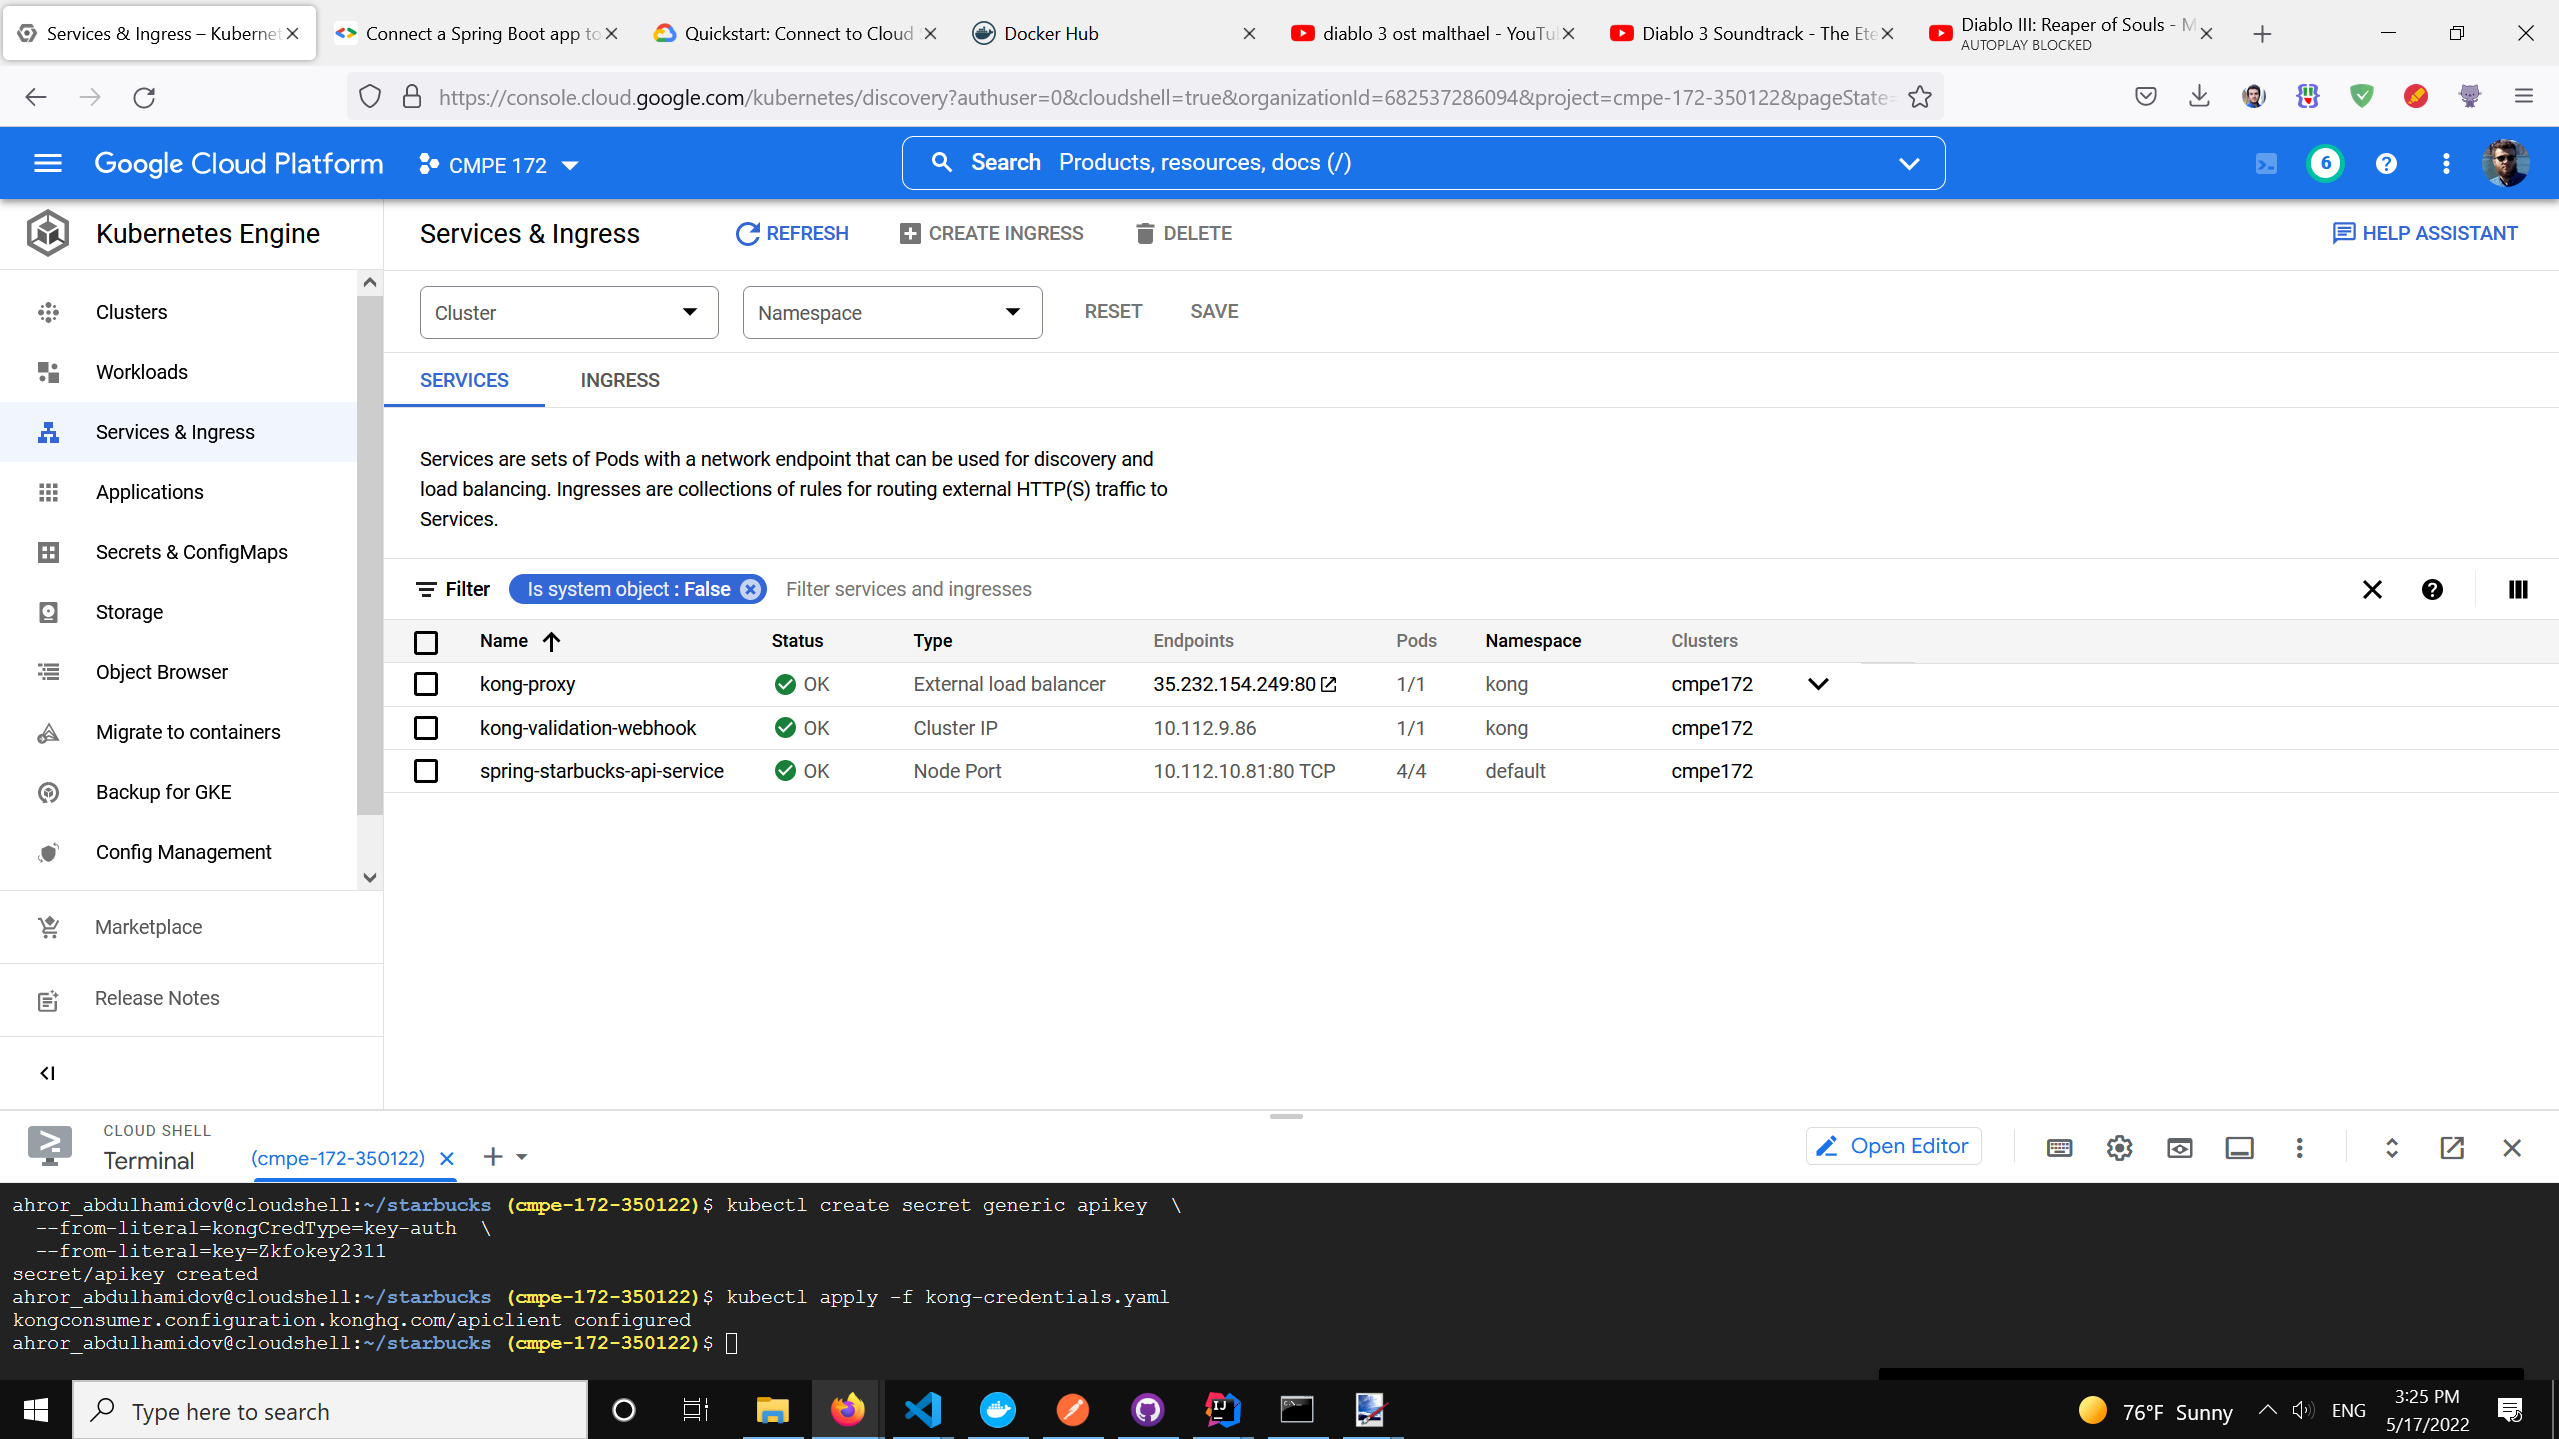 Services & Ingress – Kubernet
Connect a Spring Boot app to
Quickstart: Connect to Cloud
Docker Hub
diablo 3 ost malthael - YouTu
Diablo 3 Soundtrack - The Ete
Diablo III: Reaper of Souls - M
AUTOPLAY BLOCKED
https://console.cloud.google.com/kubernetes/discovery?authuser=0&cloudshell=true&organizationId=682537286094&project=cmpe-172-350122&pageState=
Google Cloud Platform
CMPE 172
Search Products, resources, docs (/)
6
Kubernetes Engine
Services & Ingress
REFRESH
CREATE INGRESS
DELETE
HELP ASSISTANT
Clusters
Workloads
Services & Ingress
Applications
Secrets & ConfigMaps
Storage
Object Browser
Migrate to containers
Backup for GKE
Config Management
Marketplace
Release Notes
Cluster
Namespace
RESET
SAVE
SERVICES
INGRESS
Services are sets of Pods with a network endpoint that can be used for discovery and
load balancing. Ingresses are collections of rules for routing external HTTP(S) traffic to
Services.
Filter
Is system object : False
Filter services and ingresses
Name Status Type Endpoints Pods Namespace Clusters
kong-proxy OK External load balancer 35.232.154.249:80 1/1 kong cmpe172
kong-validation-webhook OK Cluster IP 10.112.9.86 1/1 kong cmpe172
spring-starbucks-api-service OK Node Port 10.112.10.81:80 TCP 4/4 default cmpe172
CLOUD SHELL
Terminal
(cmpe-172-350122)
Open Editor
ahror_abdulhamidov@cloudshell:~/starbucks (cmpe-172-350122)$ kubectl create secret generic apikey \
--from-literal=kongCredType=key-auth \
--from-literal=key=Zkfokey2311
secret/apikey created
ahror_abdulhamidov@cloudshell:~/starbucks (cmpe-172-350122)$ kubectl apply -f kong-credentials.yaml
kongconsumer.configuration.konghq.com/apiclient configured
ahror_abdulhamidov@cloudshell:~/starbucks (cmpe-172-350122)$
Type here to search
76°F Sunny
ENG
3:25 PM
5/17/2022